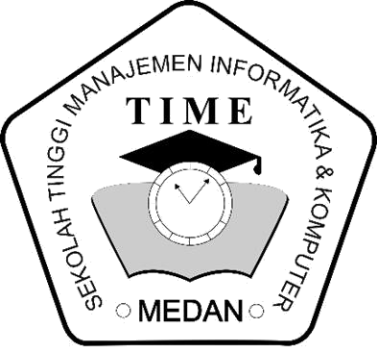 SEKOLAH TINGGI MANAJEMEN INFORMATIKA & KOMPUTER
TIME
MEDAN